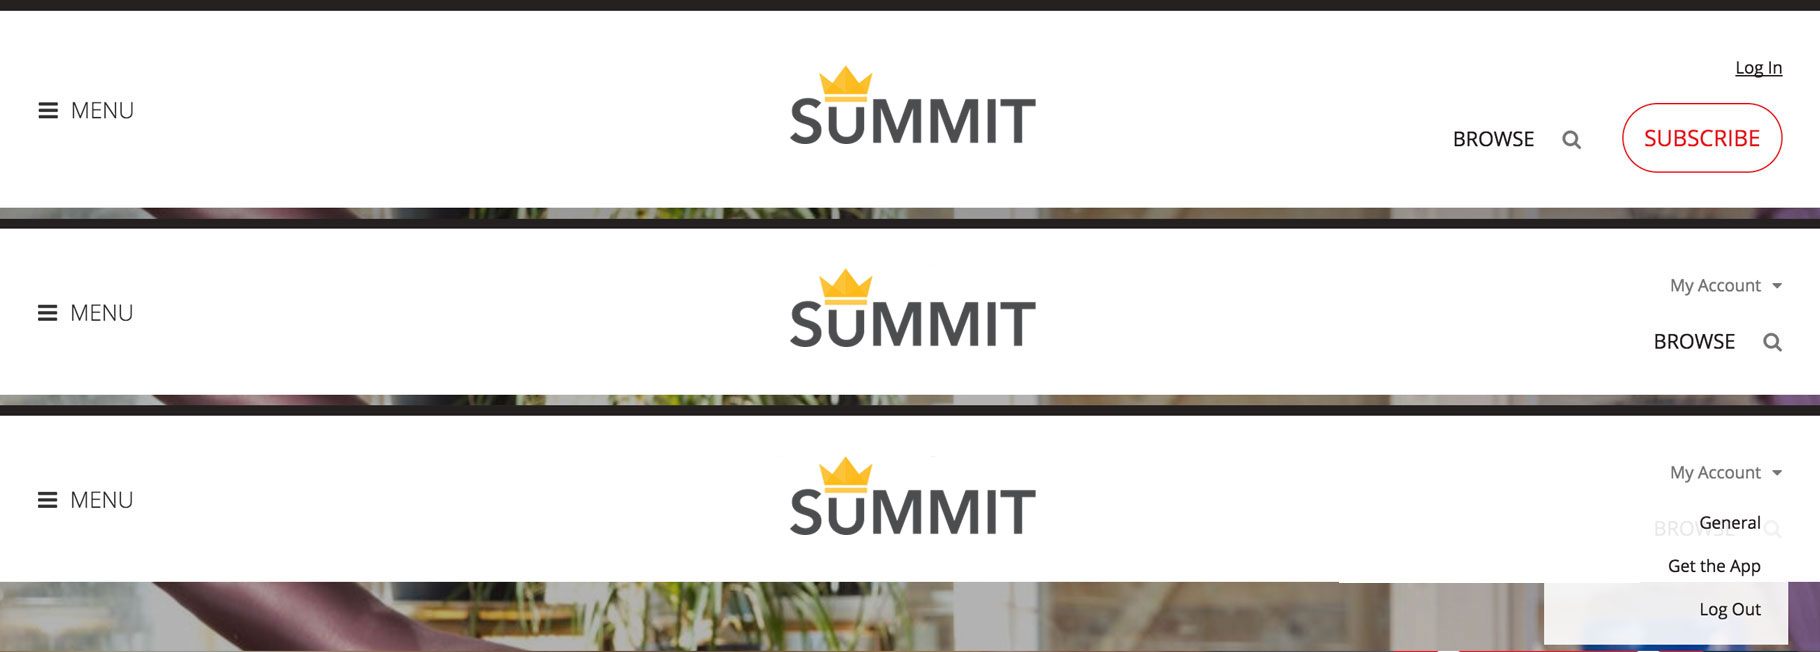 Log In
MENU
SUMMIT
BROWSE
SUBSCRIBE
My Account
MENU
SUMMIT
BROWSE
My Account
MENU
SUMMIT
General
BROWSE
Get the App
Log Out